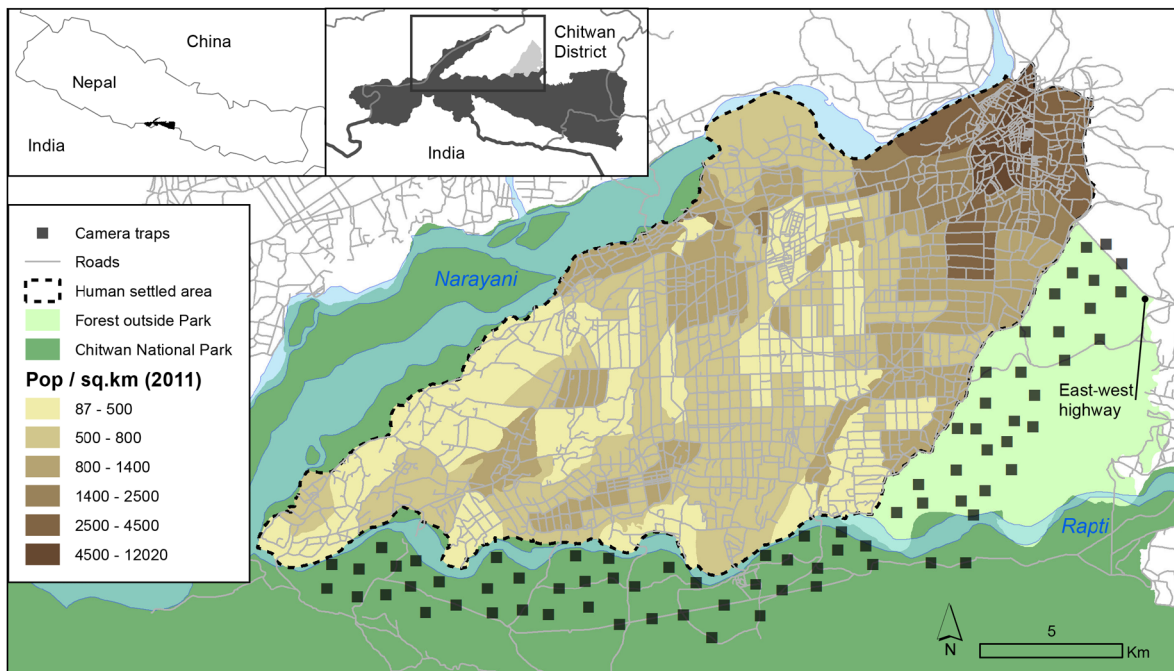 China
Nepal
India
Chitwan
District
India
Camera traps
Roads
Human settled area
Forest outside Park
Chitwan National Park
Pop / sq.km (2011)
87 - 500
500 - 800
800 - 1400
1400 - 2500
2500 - 4500
4500 - 12020
Narayani
East-west
highway
Rapti
N
5
Km